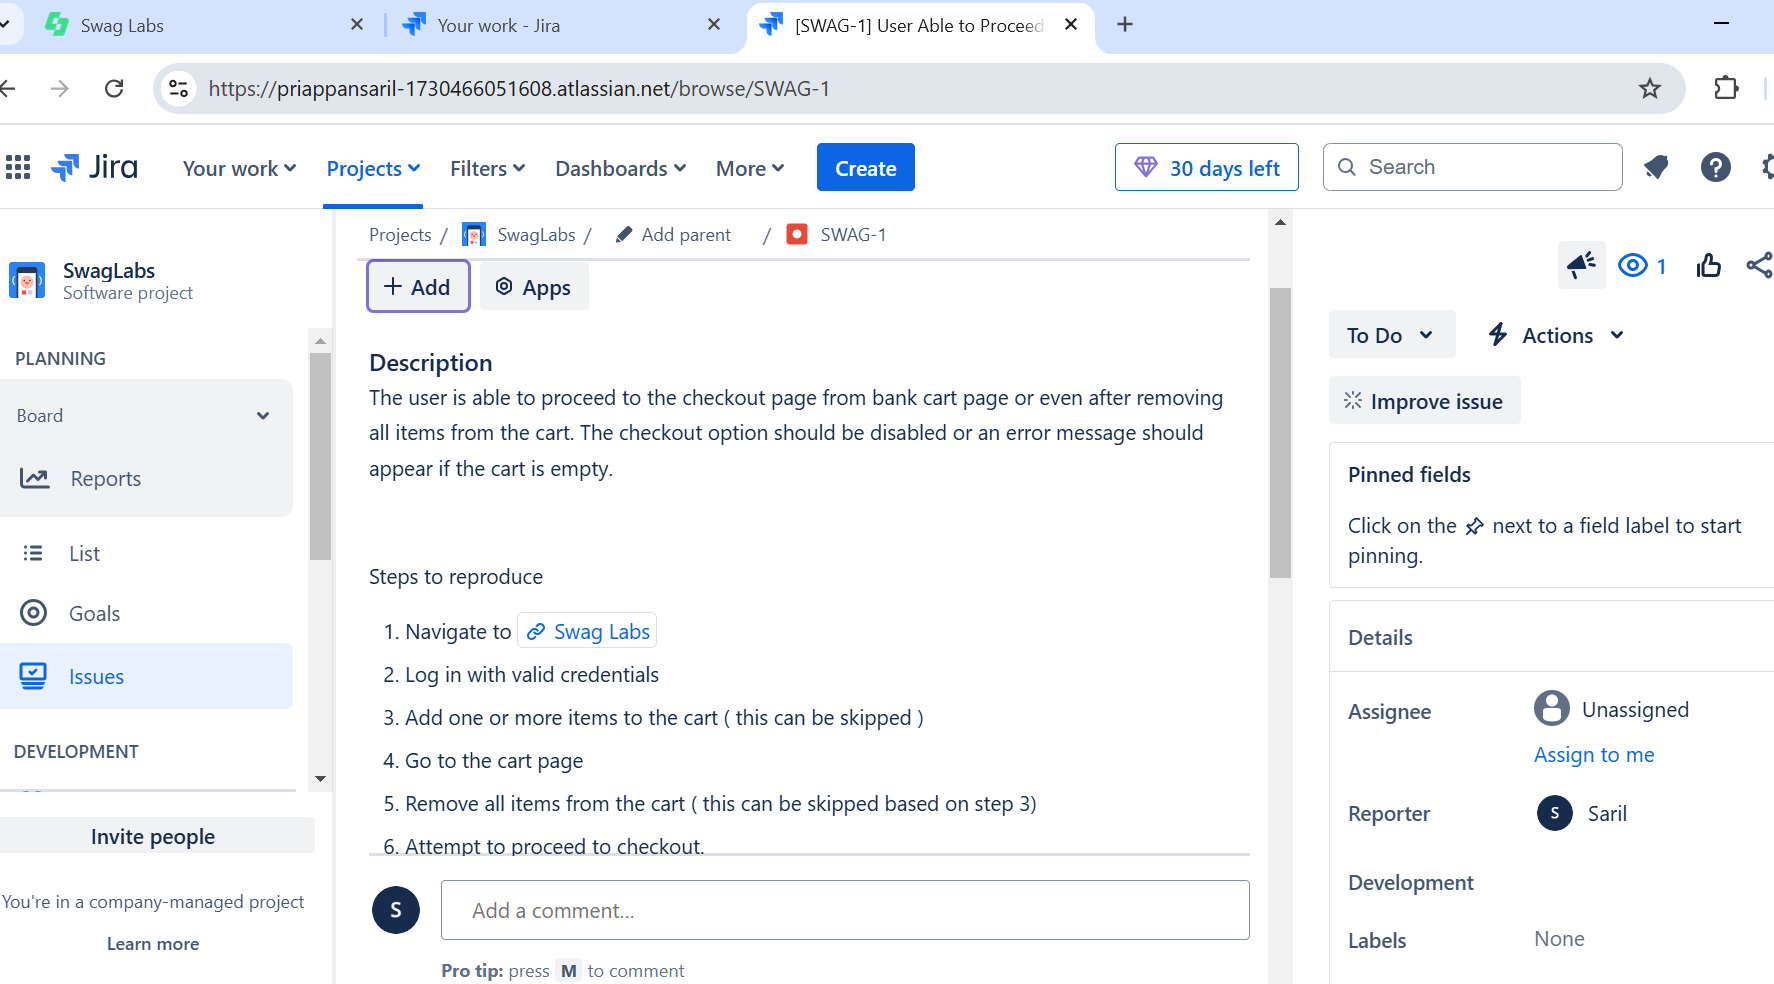 Swag Labs
Your work - Jira
[SWAG-1] User Able to Proceed
https://priappansaril-1730466051608.atlassian.net/browse/SWAG-1
Jira
Your work
Projects
Filters
Dashboards
More
Create
30 days left
Search
SwagLabs
Software project
PLANNING
Board
Reports
List
Goals
Issues
DEVELOPMENT
Invite people
You're in a company-managed project
Learn more
Projects / SwagLabs / Add parent / SWAG-1
+ Add
Apps
Description
The user is able to proceed to the checkout page from bank cart page or even after removing
all items from the cart. The checkout option should be disabled or an error message should
appear if the cart is empty.
Steps to reproduce
1. Navigate to Swag Labs
2. Log in with valid credentials
3. Add one or more items to the cart ( this can be skipped )
4. Go to the cart page
5. Remove all items from the cart ( this can be skipped based on step 3)
6. Attempt to proceed to checkout.
S
Add a comment...
Pro tip: press M to comment
1
To Do
Actions
Improve issue
Pinned fields
Click on the next to a field label to start
pinning.
Details
Assignee
Unassigned
Assign to me
Reporter
S Saril
Development
Labels
None